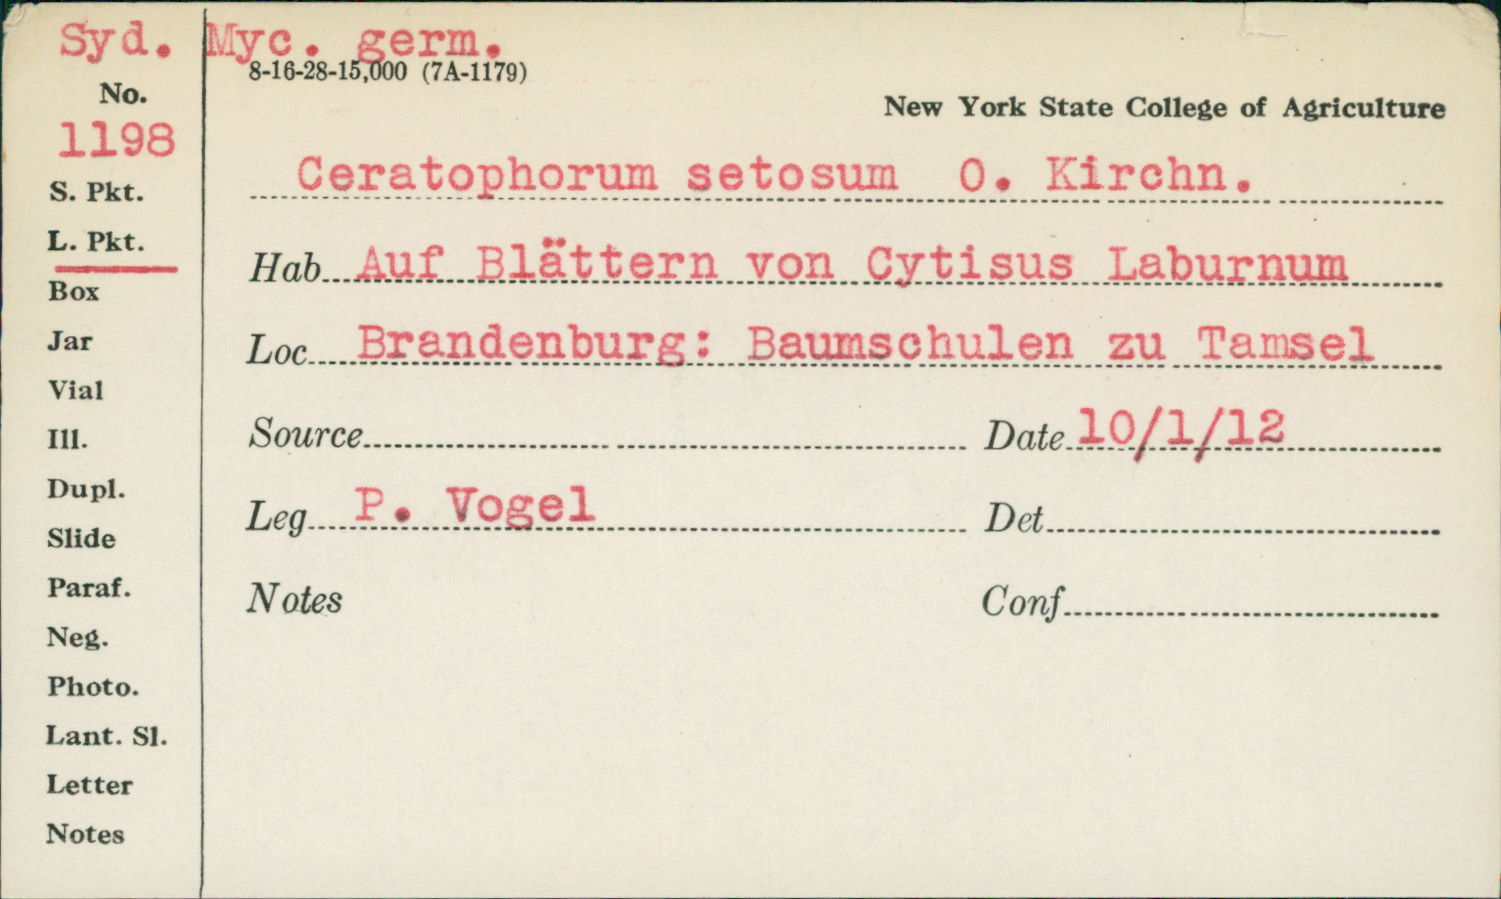 Syd. Myc. germ.
8-16-28-15,000 (7A-1179)
No.
New York State College of Agriculture
1198
Ceratophorum setosum O. Kirchn.
S. Pkt.
L. Pkt.
Hab Auf Blättern von Cytisus Laburnum
Box
Jar
Loc Brandenburg: Baumschulen zu Tamsel
Vial
Ill.
Source Date 10/1/12
Dupl.
Leg P. Vogel Det
Slide
Paraf.
Notes Conf
Neg.
Photo.
Lant. Sl.
Letter
Notes